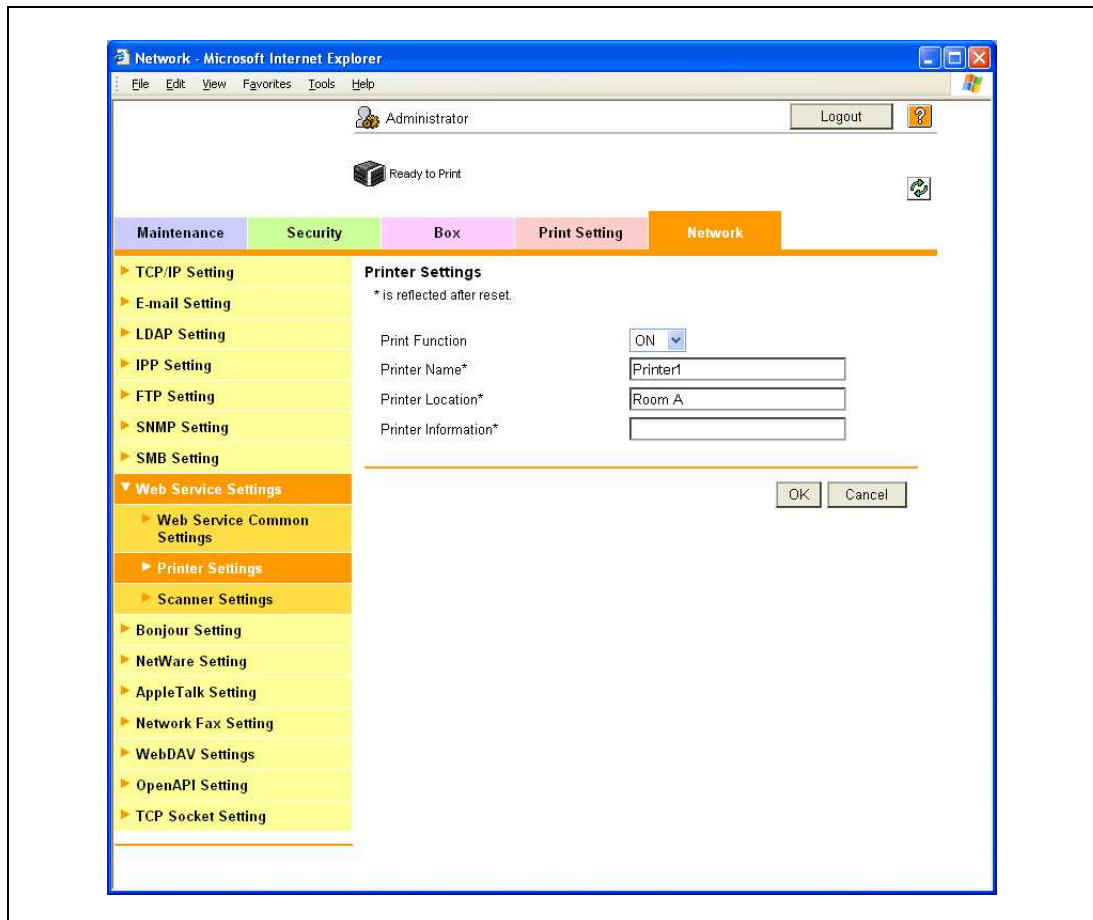 Network - Microsoft Internet Explorer
File Edit View Favorites Tools Help
Administrator
Logout
?
Ready to Print
Maintenance Security Box Print Setting Network
TCP/IP Setting
E-mail Setting
LDAP Setting
IPP Setting
FTP Setting
SNMP Setting
SMB Setting
Web Service Settings
Web Service Common
Settings
Printer Settings
Scanner Settings
Bonjour Setting
NetWare Setting
AppleTalk Setting
Network Fax Setting
WebDAV Settings
OpenAPI Setting
TCP Socket Setting
Printer Settings
* is reflected after reset.
Print Function ON
Printer Name* Printer1
Printer Location* Room A
Printer Information*
OK Cancel